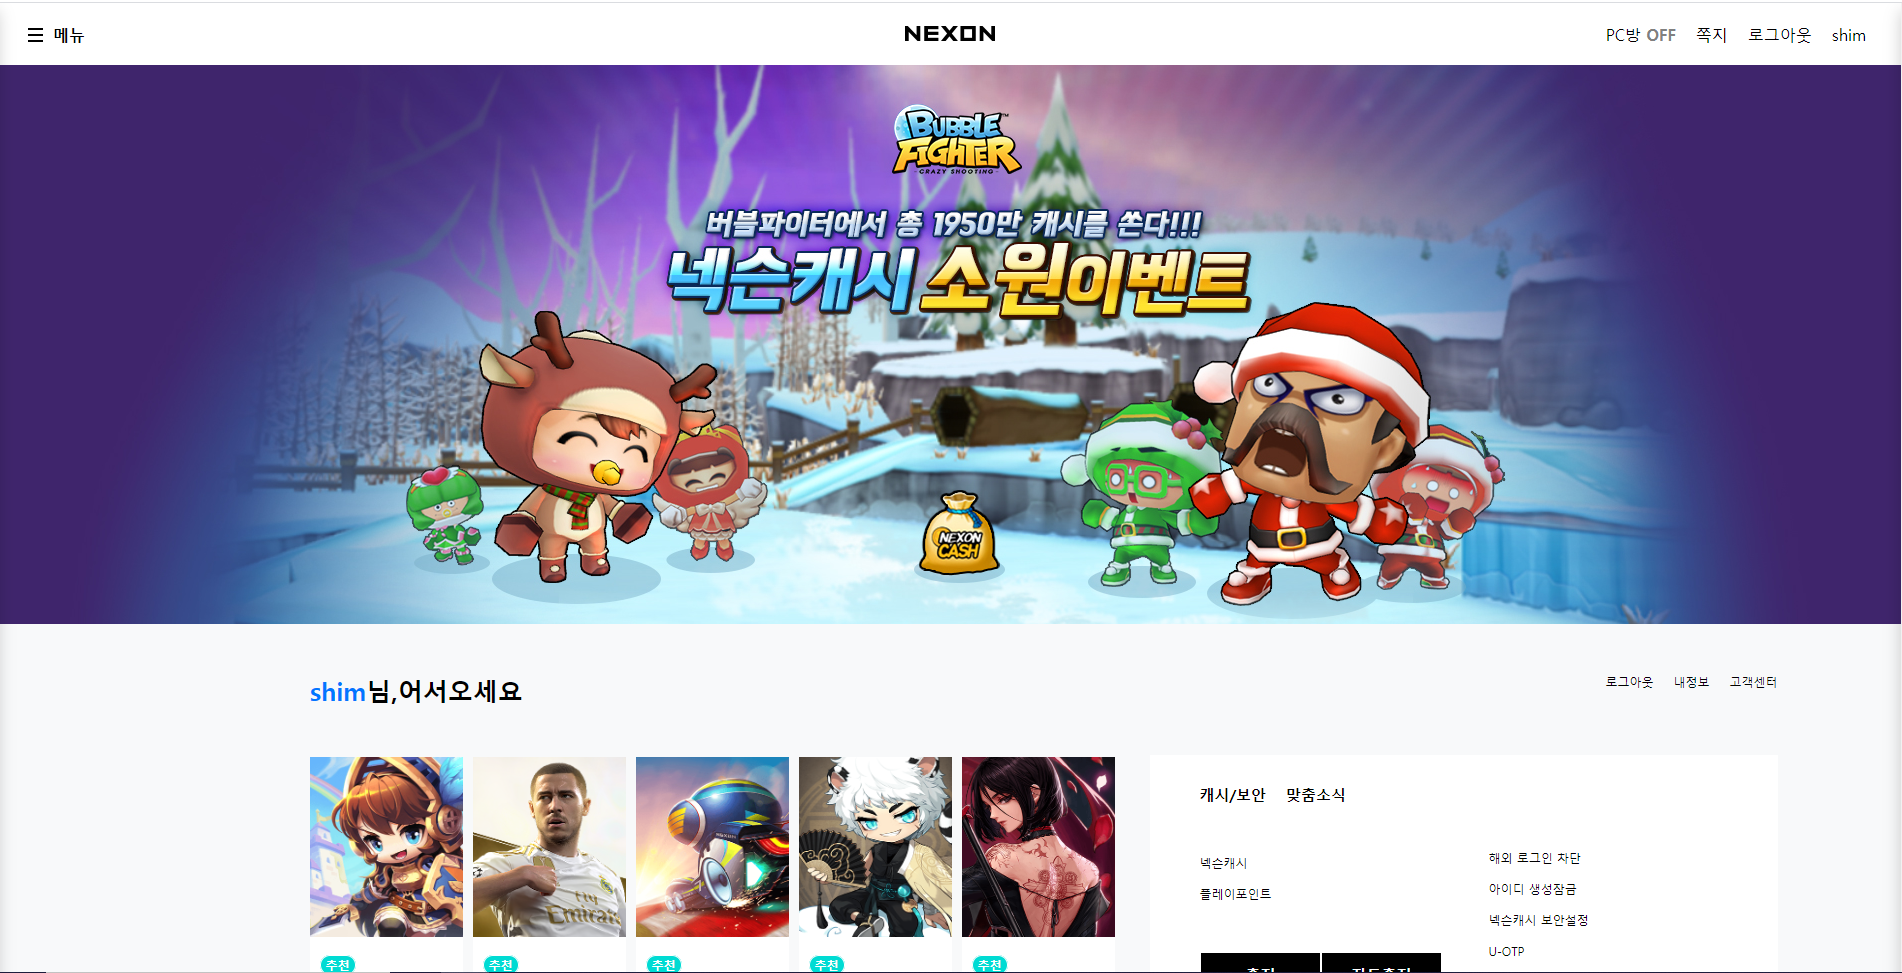 메뉴
NEXON
PC방 OFF 쪽지 로그아웃 shim
BUBBLE
FIGHTER
CRAZY SHOOTING
버블파이터에서 총 1950만 캐시를 쏜다!!!
넥슨캐시 소원이벤트
NEXON
CASH
shim님,어서오세요
로그아웃 내정보 고객센터
Fly
Emirates
캐시/보안 맞춤소식
넥슨캐시
플레이포인트
해외 로그인 차단
아이디 생성잠금
넥슨캐시 보안설정
U-OTP
추천 추천 추천 추천 추천